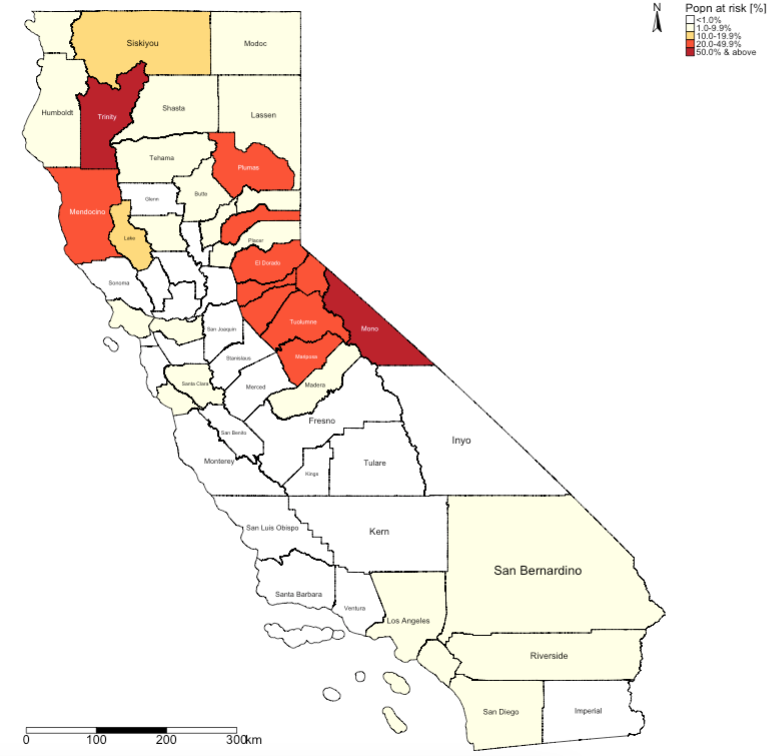 N
Popn at risk [%]
<1.0%
1.0-9.9%
10.0-19.9%
20.0-49.9%
50.0% & above
Siskiyou
Modoc
Humboldt
Trinity
Shasta
Lassen
Tehama
Plumas
Glenn
Butte
Mendocino
Lake
Placer
El Dorado
Sonoma
San Joaquin
Tuolumne
Mono
Stanislaus
Mariposa
Santa Clara
Merced
Madera
Fresno
San Benito
Inyo
Monterey
Kings
Tulare
San Luis Obispo
Kern
San Bernardino
Santa Barbara
Ventura
Los Angeles
Riverside
San Diego
Imperial
0
100
200
300km